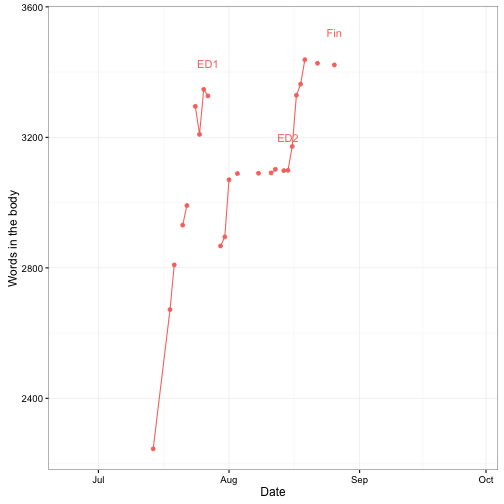 3600
Fin
ED1
3200
ED2
Words in the body
2800
2400
Jul
Aug
Sep
Oct
Date